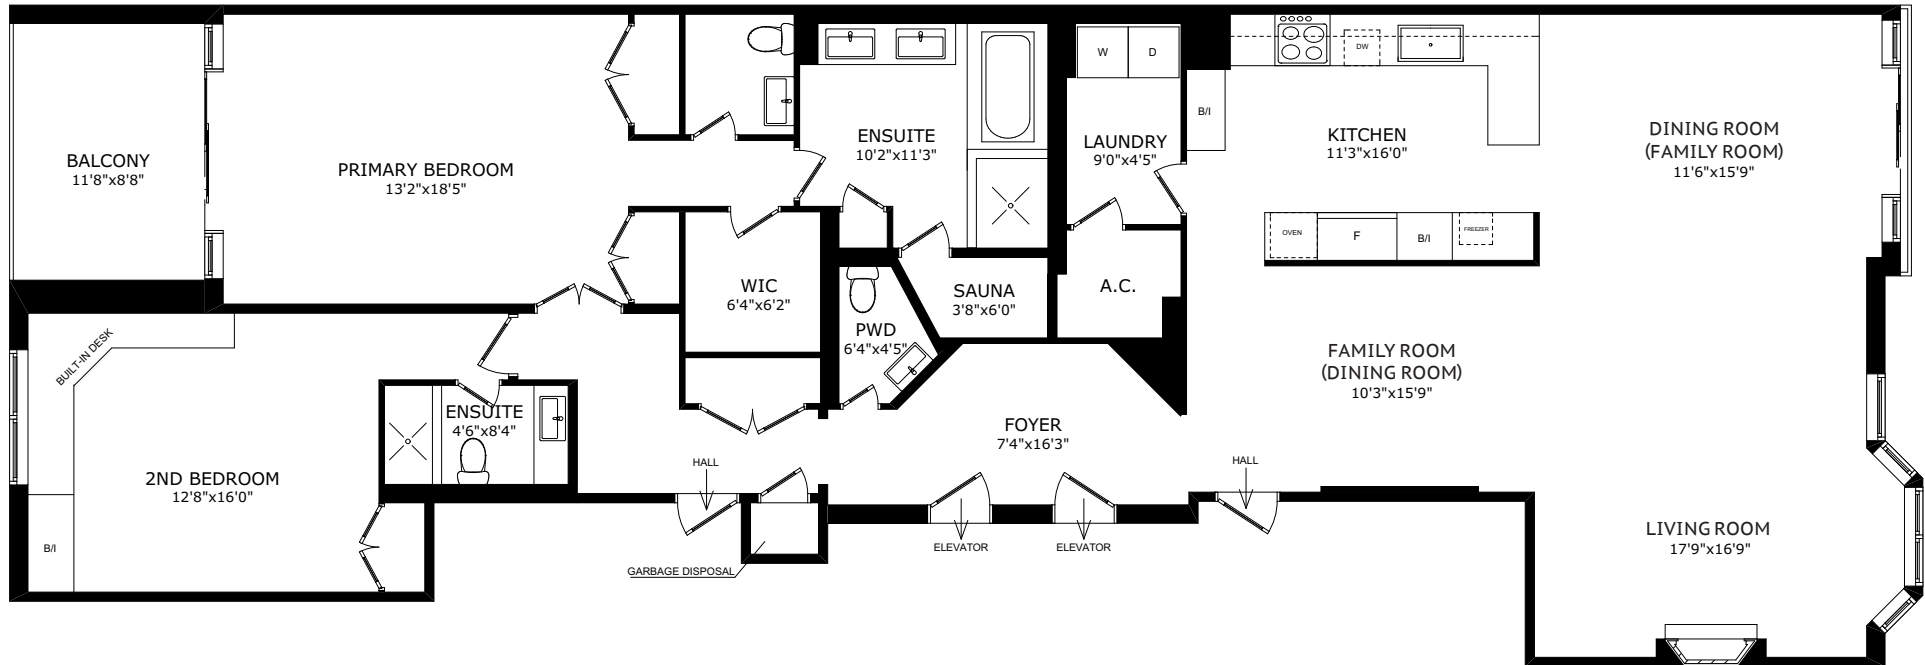 BALCONY
11'8"x8'8"
PRIMARY BEDROOM
13'2"x18'5"
ENSUITE
10'2"x11'3"
W
D
LAUNDRY
9'0"x4'5"
B/I
DW
KITCHEN
11'3"x16'0"
DINING ROOM
(FAMILY ROOM)
11'6"x15'9"
OVEN
F
B/I
FREEZER
WIC
6'4"x6'2"
SAUNA
3'8"x6'0"
A.C.
PWD
6'4"x4'5"
BUILT-IN DESK
FAMILY ROOM
(DINING ROOM)
10'3"x15'9"
ENSUITE
4'6"x8'4"
FOYER
7'4"x16'3"
2ND BEDROOM
12'8"x16'0"
HALL
HALL
B/I
ELEVATOR
ELEVATOR
GARBAGE DISPOSAL
LIVING ROOM
17'9"x16'9"